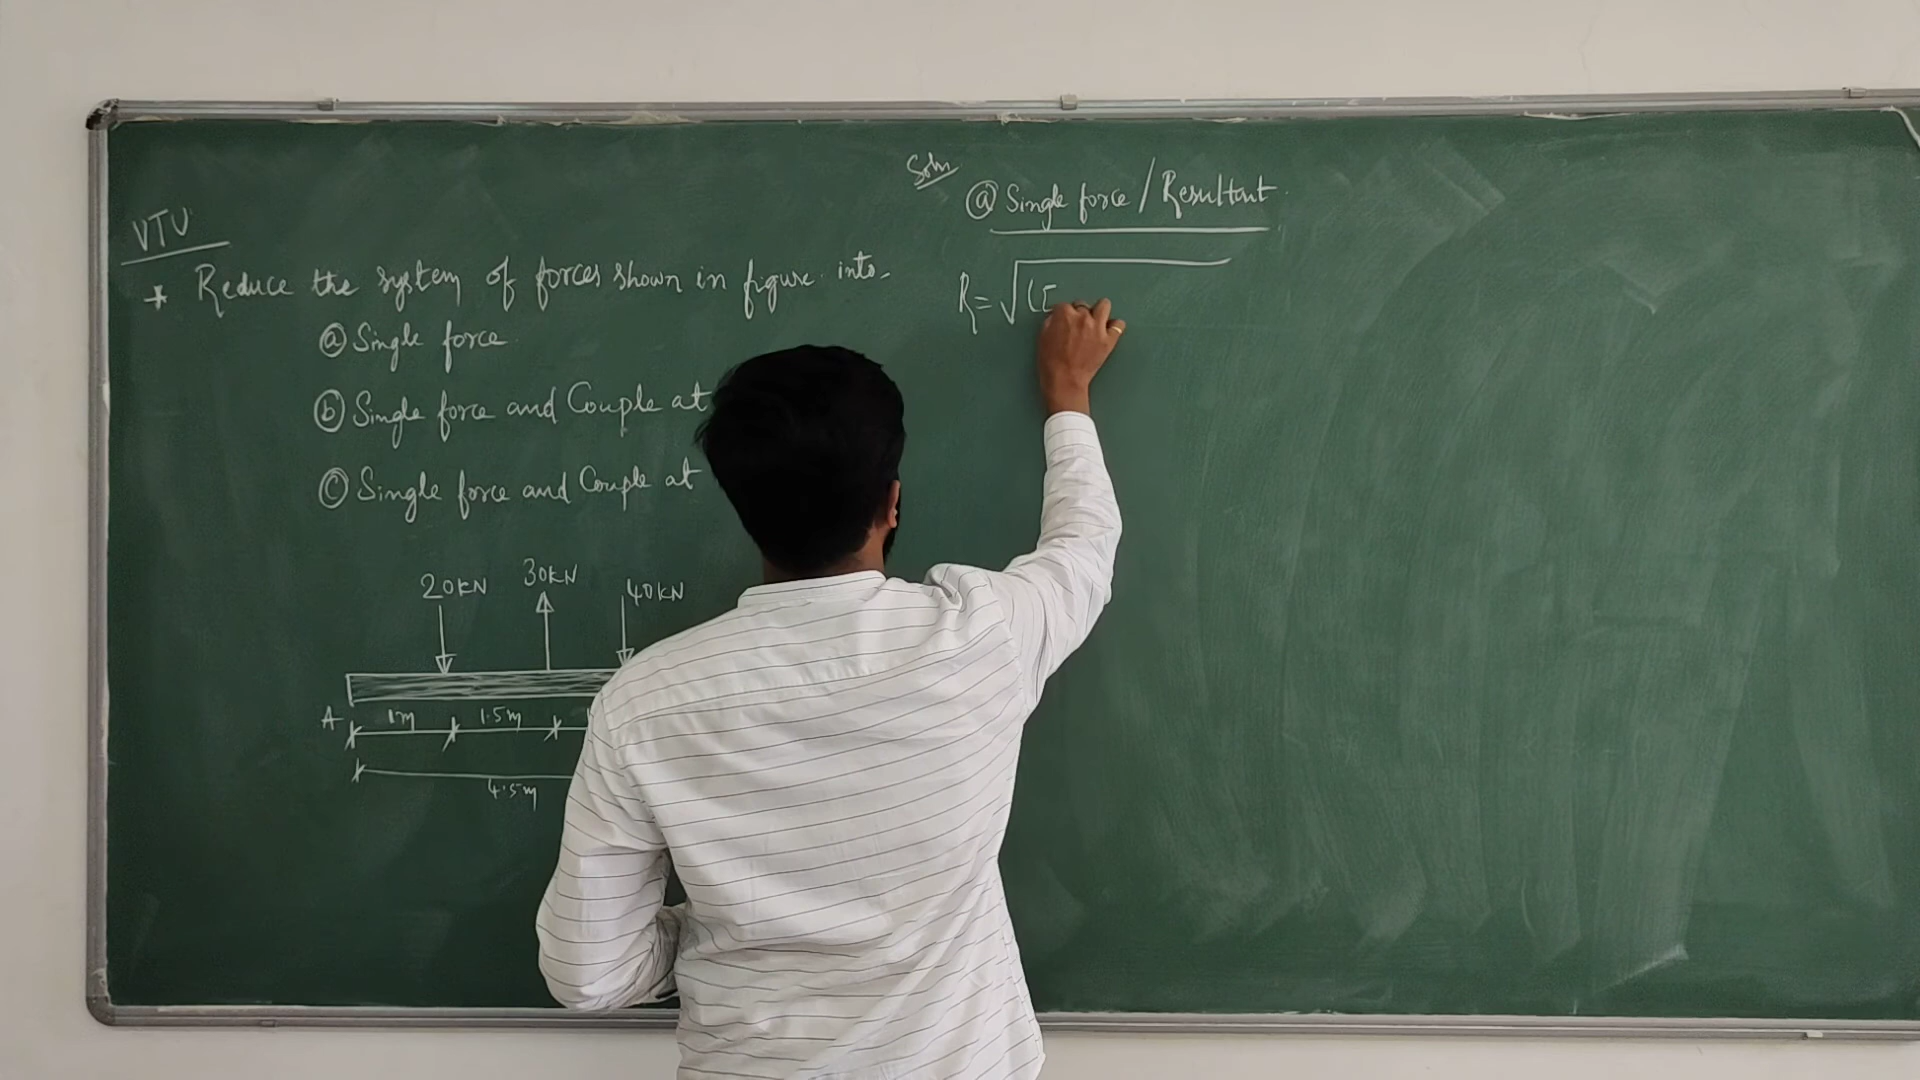 VTU
* Reduce the system of forces shown in figure into-
ⓐ Single force
ⓑ Single force and Couple at
ⓒ Single force and Couple at
20KN 30KN 40KN
A 1m 1.5m
4.5m
Soln
ⓐ Single force / Resultant.
R = √(Σ